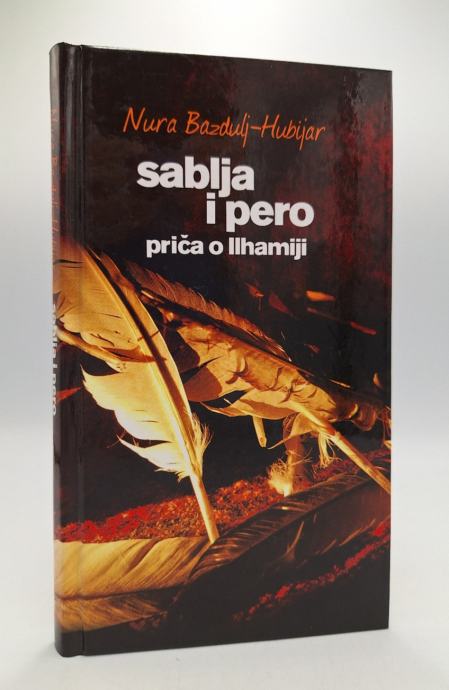 Nura Bazdulj-Hubijar
sablja
i pero
priča o Ilhamiji